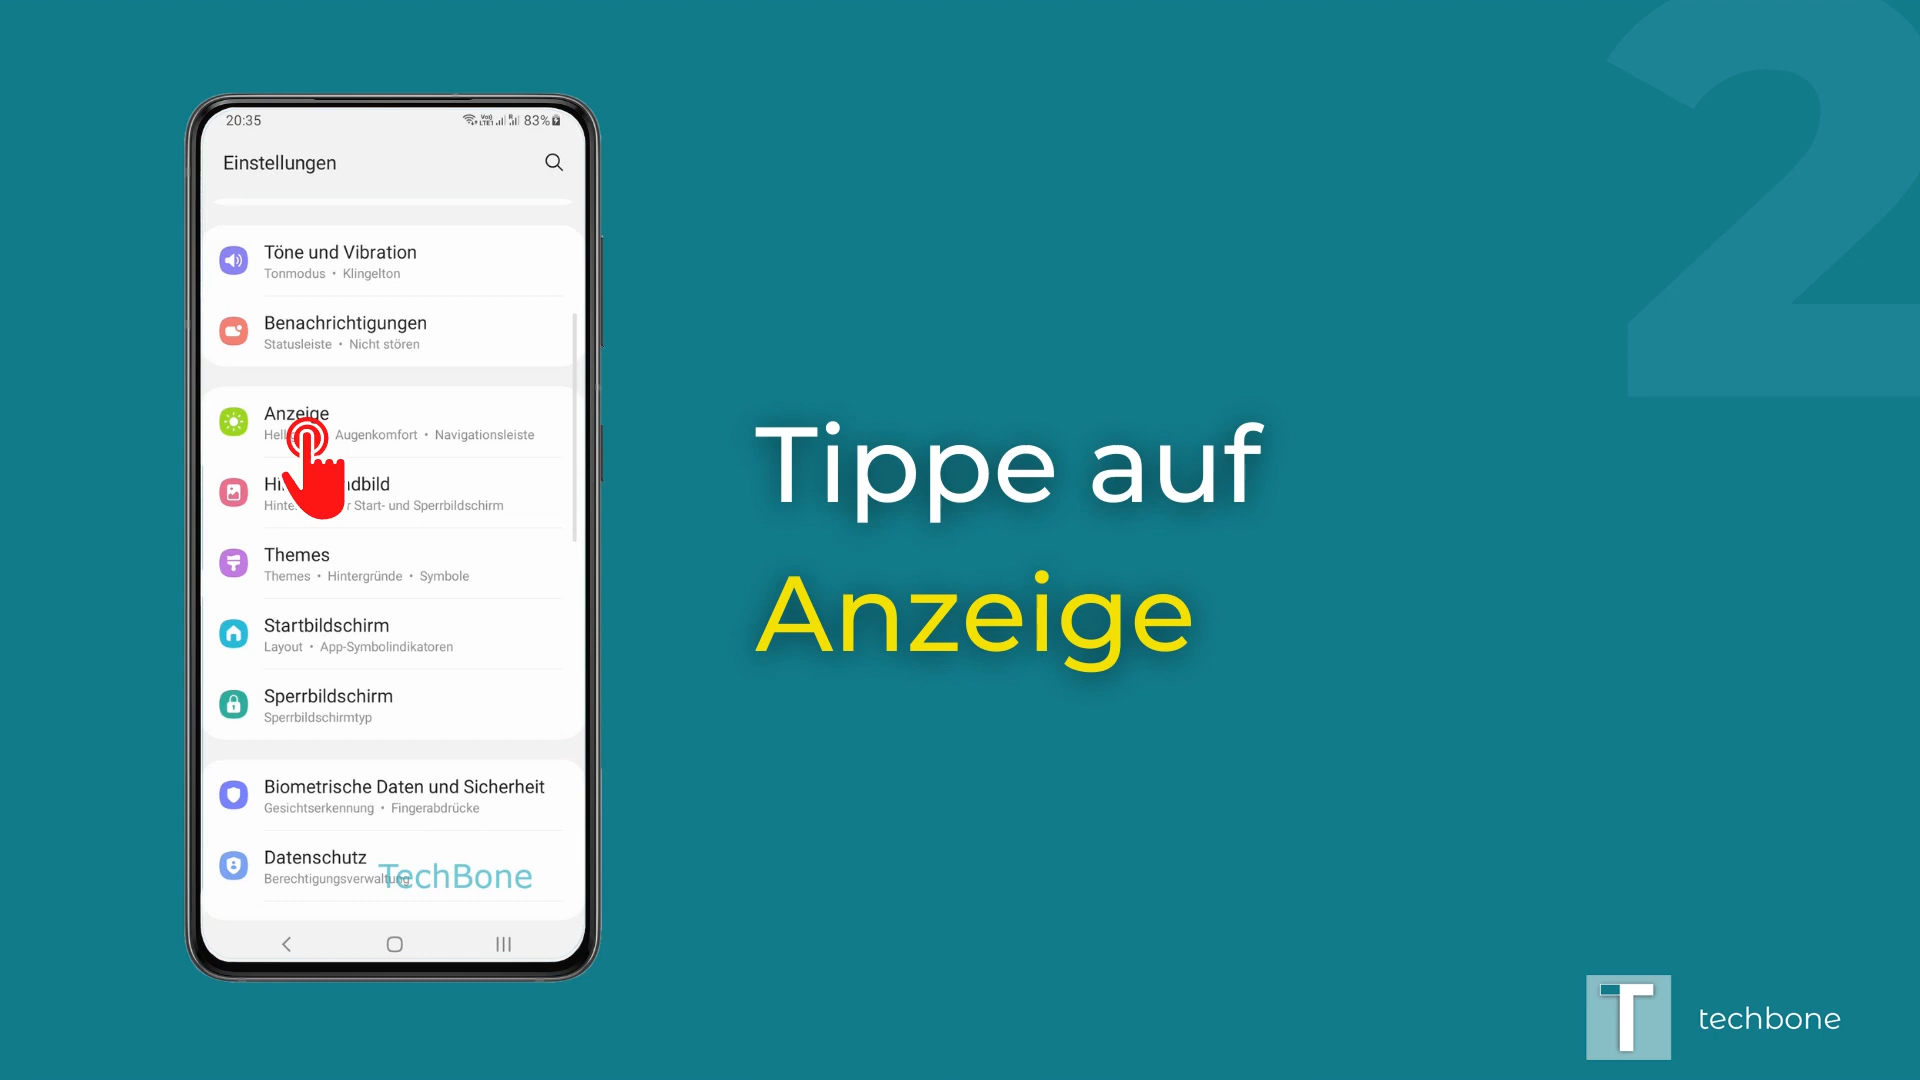 2
20:35
83%
Einstellungen
Töne und Vibration
Tonmodus • Klingelton
Benachrichtigungen
Statusleiste • Nicht stören
Anzeige
Augenkomfort • Navigationsleiste
Start- und Sperrbildschirm
Themes
Themes • Hintergründe • Symbole
Startbildschirm
Layout • App-Symbolindikatoren
Sperrbildschirm
Sperrbildschirmtyp
Biometrische Daten und Sicherheit
Gesichtserkennung • Fingerabdrücke
Datenschutz
Berechtigungsverwaltung
TechBone
Tippe auf
Anzeige
T
techbone